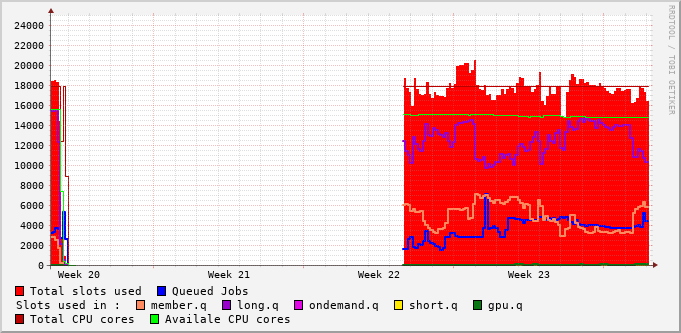 RRDTOOL / TOBI OETIKER
24000
22000
20000
18000
16000
14000
12000
10000
8000
6000
4000
2000
0
Week 20 Week 21 Week 22 Week 23
Total slots used Queued Jobs
Slots used in : member.q long.q ondemand.q short.q gpu.q
Total CPU cores Availale CPU cores